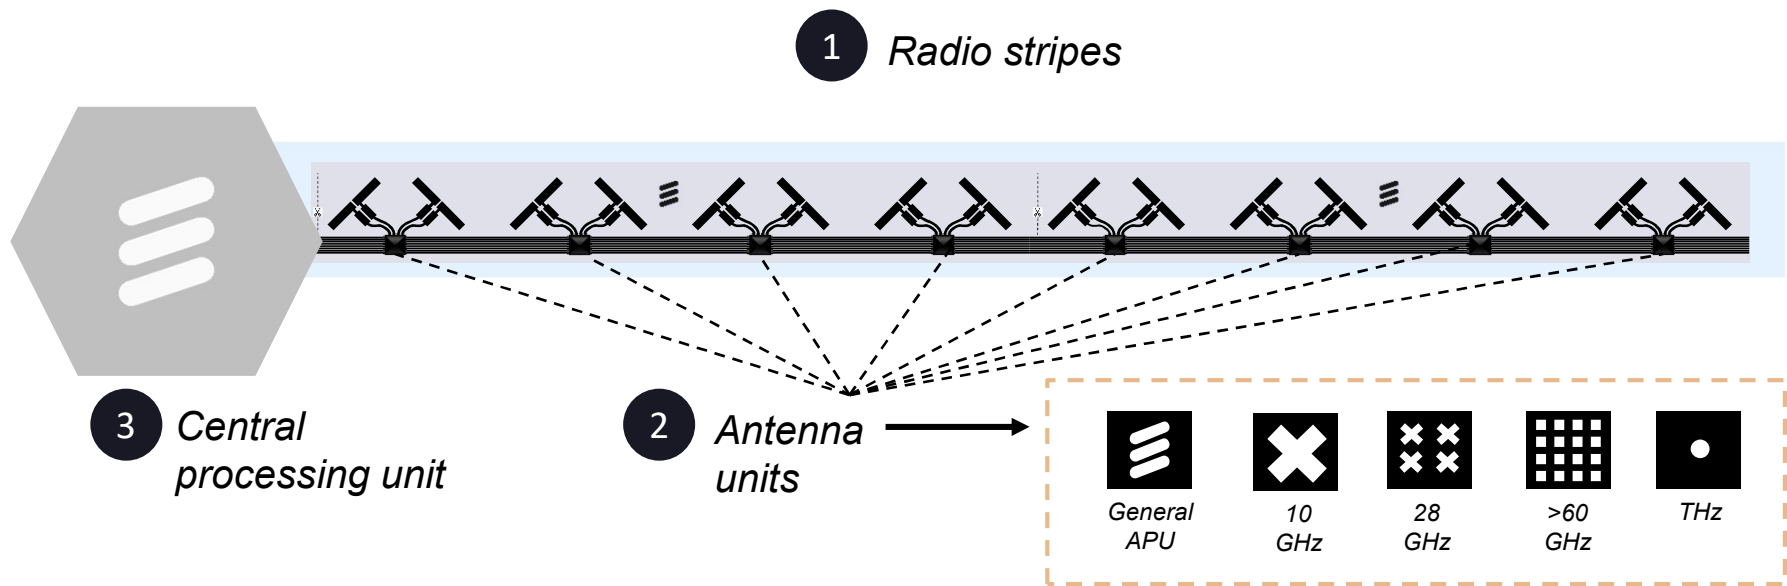 1 Radio stripes
3 Central
processing unit
2 Antenna
units
General
APU
10
GHz
28
GHz
>60
GHz
THz